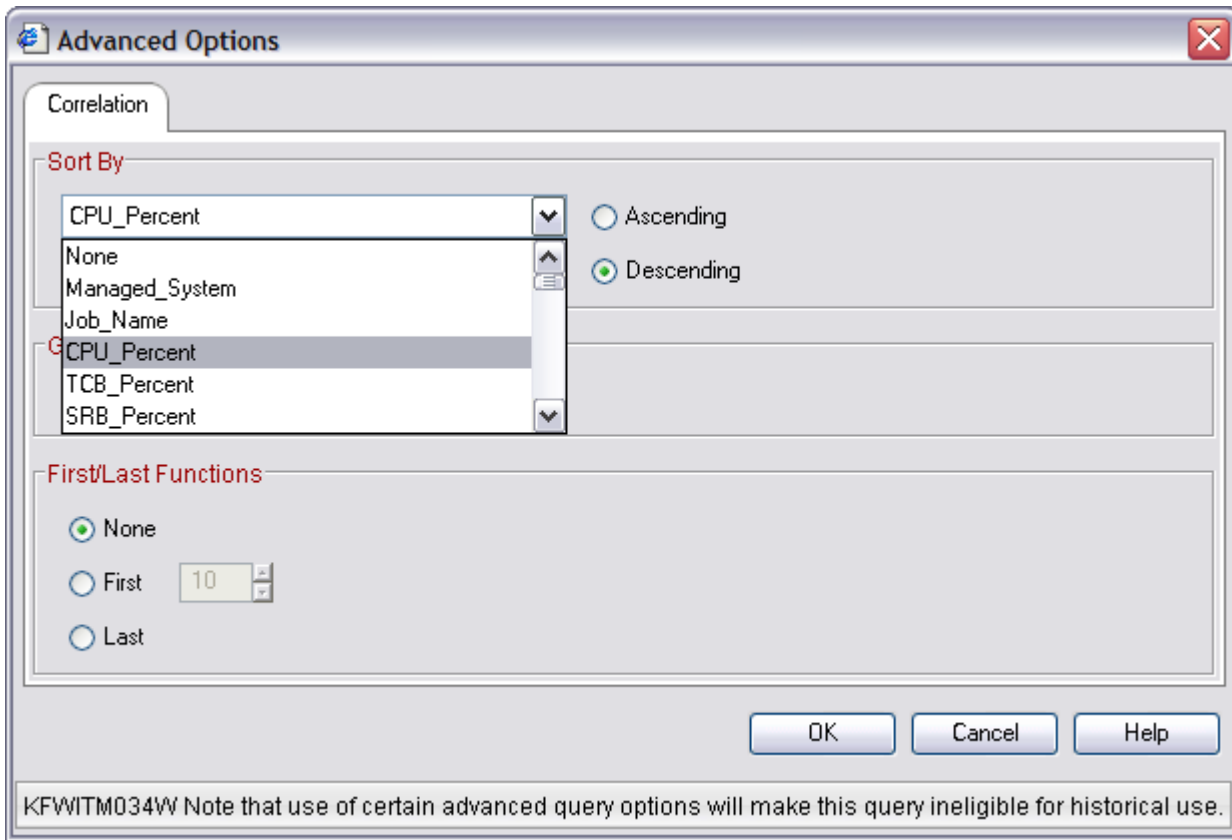 Advanced Options
Correlation
Sort By
CPU_Percent
Ascending
Descending
None
Managed_System
Job_Name
CPU_Percent
TCB_Percent
SRB_Percent
G
First/Last Functions
None
First 10
Last
OK Cancel Help
KFWITM034W Note that use of certain advanced query options will make this query ineligible for historical use.